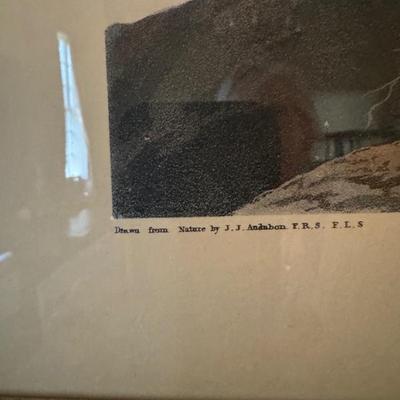 Drawn from Nature by J. J. Audubon. F. R. S. F. L. S